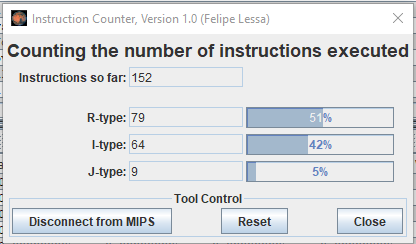 Instruction Counter, Version 1.0 (Felipe Lessa)
Counting the number of instructions executed
Instructions so far: 152
R-type: 79 51%
I-type: 64 42%
J-type: 9 5%
Tool Control
Disconnect from MIPS Reset Close